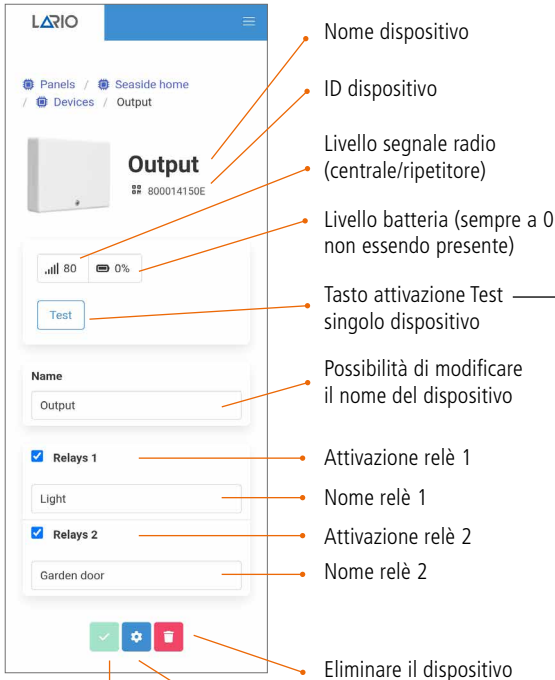 LARIO
Panels / Seaside home
/ Devices / Output
Output
800014150E
80
0%
Test
Name
Output
Relays 1
Light
Relays 2
Garden door
Nome dispositivo
ID dispositivo
Livello segnale radio
(centrale/ripetitore)
Livello batteria (sempre a 0
non essendo presente)
Tasto attivazione Test
singolo dispositivo
Possibilità di modificare
il nome del dispositivo
Attivazione relè 1
Nome relè 1
Attivazione relè 2
Nome relè 2
Eliminare il dispositivo